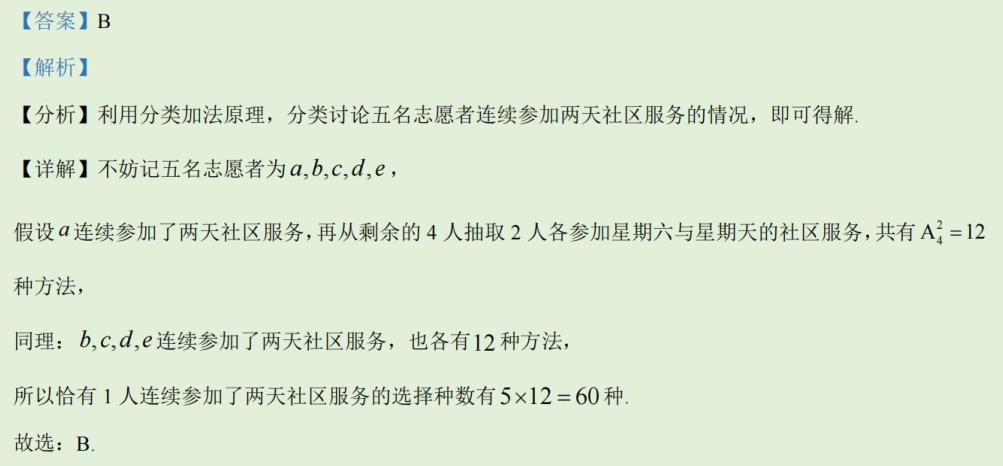 【答案】B
【解析】
【分析】利用分类加法原理，分类讨论五名志愿者连续参加两天社区服务的情况，即可得解.
【详解】不妨记五名志愿者为a,b,c,d,e，
假设a连续参加了两天社区服务，再从剩余的 4 人抽取 2 人各参加星期六与星期天的社区服务，共有 A₄² =12
种方法，
同理：b,c,d,e连续参加了两天社区服务，也各有12种方法，
所以恰有 1 人连续参加了两天社区服务的选择种数有5×12=60种.
故选：B.